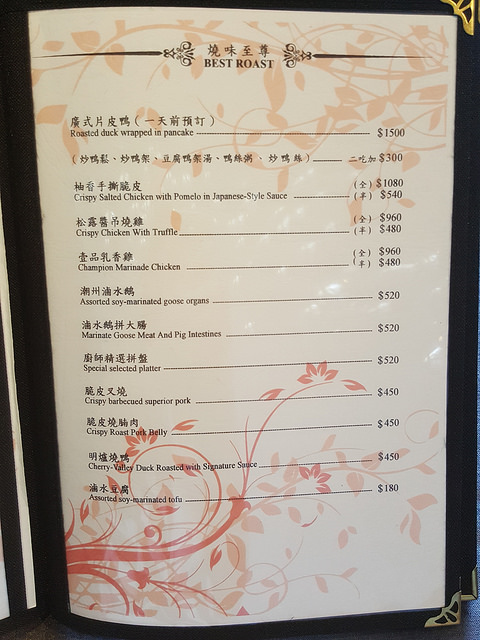 燒味至尊
BEST ROAST
廣式片皮鴨（一天前預訂）
Roasted duck wrapped in pancake $1500
（炒鴨鬆、炒鴨架、豆腐鴨架湯、鴨絲粥、炒鴨絲） 二吃加$300
柚香手撕脆皮 (全) $1080
Crispy Salted Chicken with Pomelo in Japanese-Style Sauce (半) $540
松露醬吊燒雞 (全) $960
Crispy Chicken With Truffle (半) $480
壹品乳香雞 (全) $960
Champion Marinade Chicken (半) $480
潮州滷水鵝
Assorted soy-marinated goose organs $520
滷水鵝拼大腸 $520
Marinate Goose Meat And Pig Intestines
廚師精選拼盤 $520
Special selected platter
脆皮叉燒 $450
Crispy barbecued superior pork
脆皮燒腩肉 $450
Crispy Roast Pork Belly
明爐燒鴨 $450
Cherry-Valley Duck Roasted with Signature Sauce
滷水豆腐 $180
Assorted soy-marinated tofu